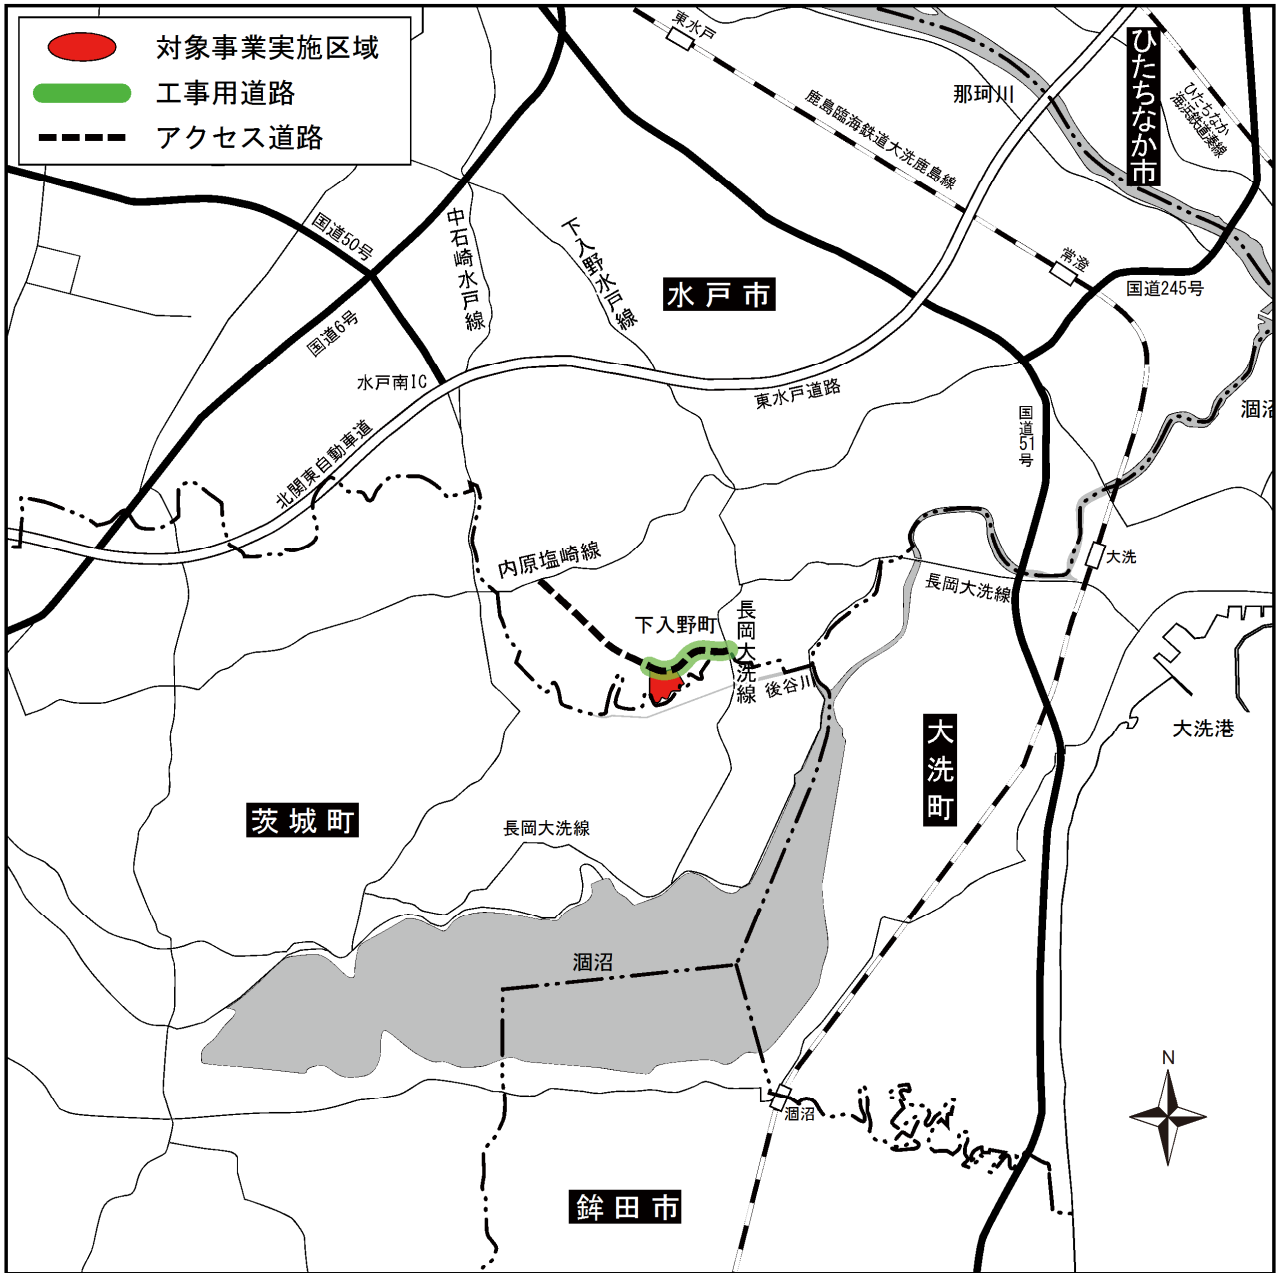 対象事業実施区域
工事用道路
アクセス道路
東水戸
那珂川
ひたちなか市
ひたちなか
海浜鉄道湊線
鹿島臨海鉄道大洗鹿島線
国道50号
中石崎水戸線
下入野水戸線
水戸市
常澄
国道245号
国道6号
水戸南IC
東水戸道路
国道51号
涸沼
北関東自動車道
内原塩崎線
大洗
長岡大洗線
下入野町
長岡大洗線
後谷川
大洗町
大洗港
茨城町
長岡大洗線
涸沼
N
涸沼
鉾田市